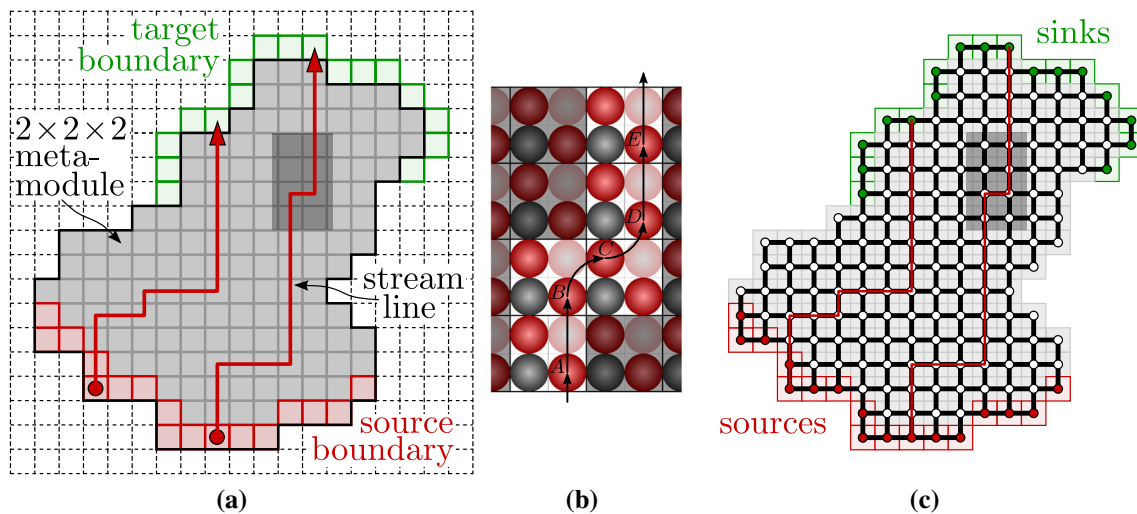 target
boundary
2×2×2
meta-
module
stream
line
source
boundary
(a)
E
D
C
B
A
(b)
sinks
sources
(c)